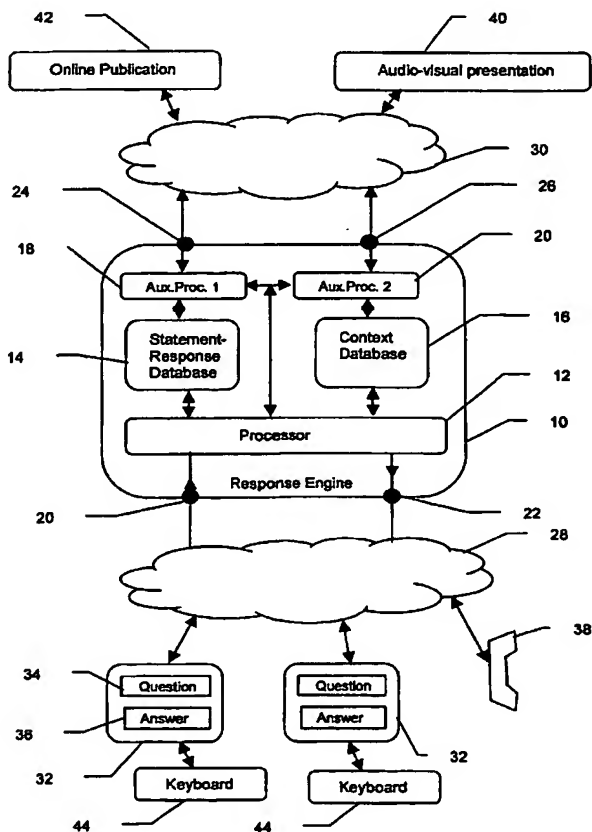 42
40
Online Publication
Audio-visual presentation
30
24
26
18
20
Aux.Proc. 1
Aux.Proc. 2
Statement-
Response
Database
Context
Database
16
14
12
Processor
10
Response Engine
20
22
28
38
34
Question
Question
38
Answer
Answer
32
32
Keyboard
Keyboard
44
44